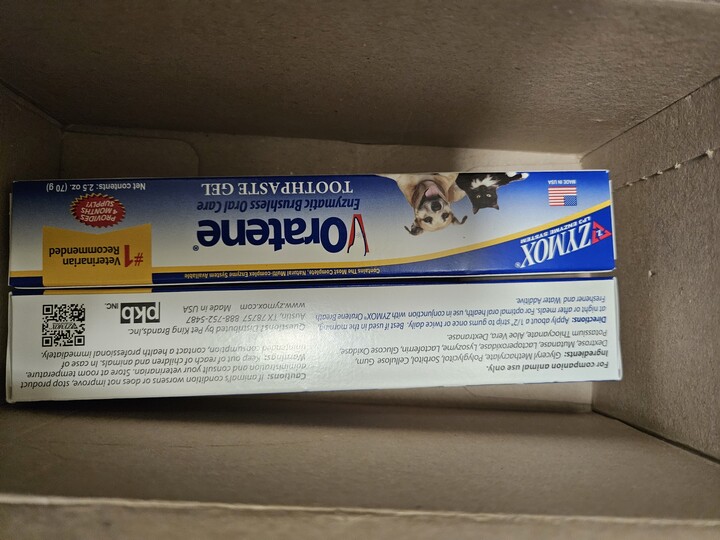 For companion animal use only.
Ingredients: Glyceryl Methacrylate, Polyglycitol, Sorbitol, Cellulose Gum,
Dextrose, Mutanase, Lactoperoxidase, Lysozyme, Lactoferrin, Glucose Oxidase,
Potassium Thiocyanate, Aloe Vera, Dextranase.
Directions: Apply about a 1/2" strip to gums once or twice daily. Best if used in the morning
night or after meals. For optimal oral health, use in conjunction with ZYMOX® Oratene
Freshener and Water Additive.
Cautions: If animal's condition worsens or does not improve, stop product
administration and consult your veterinarian. Store at room temperature.
Warnings: Keep out of reach of children and animals. In case of
consumption, contact a health professional immediately.
Questions? Distributed by Pet King Brands, Inc.
Austin, TX 78757 888-752-5487
www.zymox.com Made in USA
pkb INC.
ZYMOX
Contains The Most Complete, Natural Multi-complex Enzyme System Available
ZYMOX®
LP3 ENZYME SYSTEM
MADE IN USA
Oratene®
Enzymatic Brushless Oral Care
TOOTHPASTE GEL
#1 Veterinarian
Recommended
PROVIDES
4 MONTHS
SUPPLY!
Net contents: 2.5 oz. (70 g)